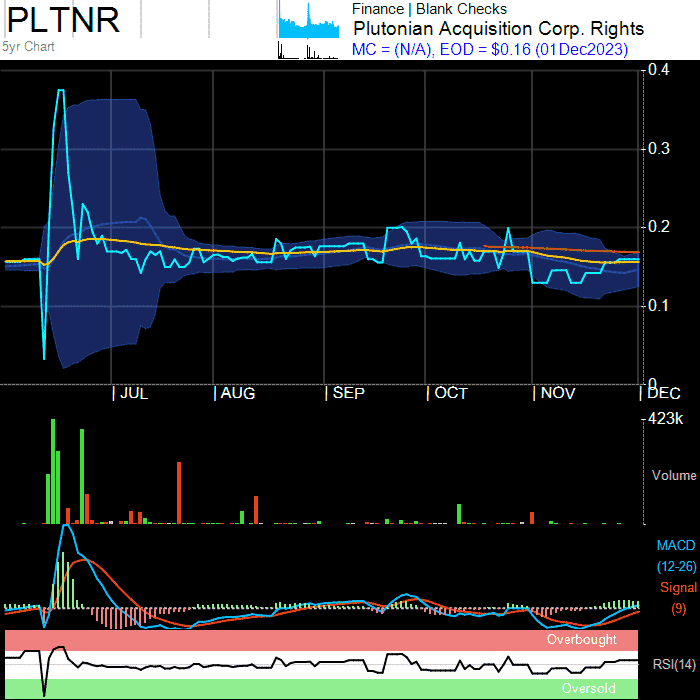 PLTNR
5yr Chart
Finance | Blank Checks
Plutonian Acquisition Corp. Rights
MC = (N/A), EOD = $0.16 (01Dec2023)
0.4
0.3
0.2
0.1
0
JUL AUG SEP OCT NOV DEC
423k
Volume
MACD
(12-26)
Signal
(9)
Overbought
RSI(14)
Oversold